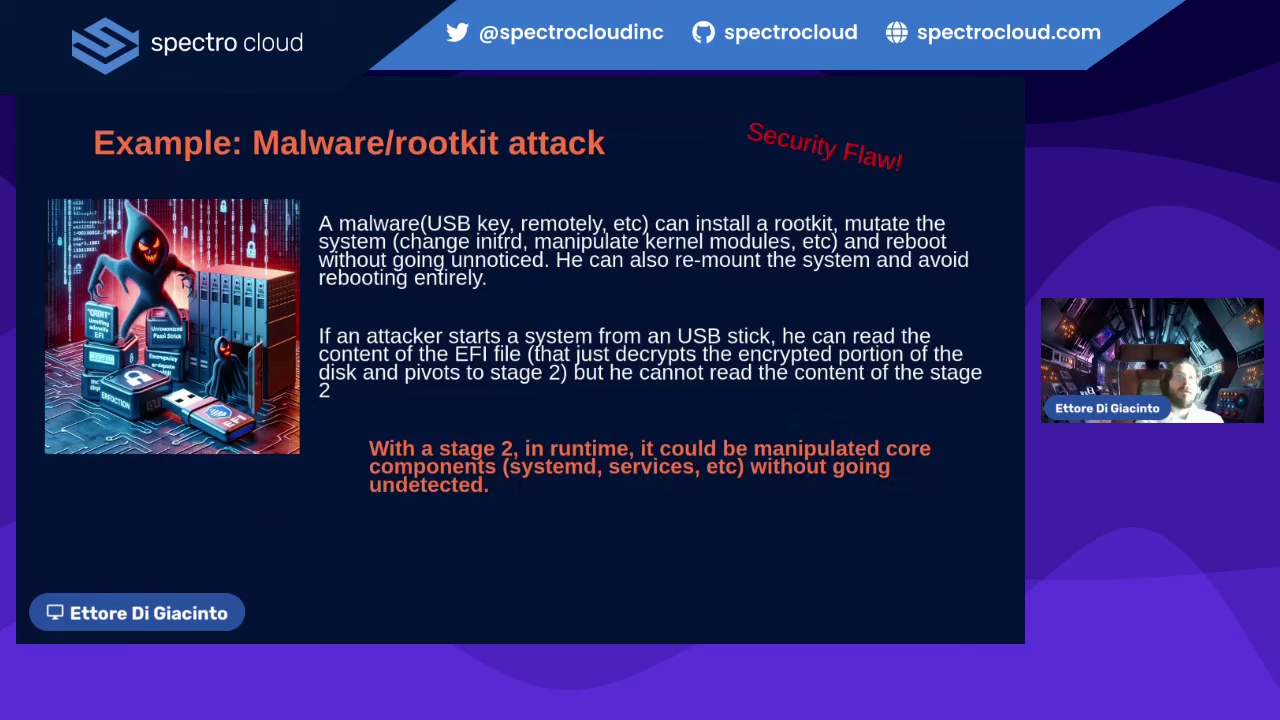 spectro cloud
@spectrocloudinc
spectrocloud
spectrocloud.com
Example: Malware/rootkit attack
Security Flaw!
A malware(USB key, remotely, etc) can install a rootkit, mutate the
system (change initrd, manipulate kernel modules, etc) and reboot
without going unnoticed. He can also re-mount the system and avoid
rebooting entirely.
If an attacker starts a system from an USB stick, he can read the
content of the EFI file (that just decrypts the encrypted portion of the
disk and pivots to stage 2) but he cannot read the content of the stage
2
With a stage 2, in runtime, it could be manipulated core
components (systemd, services, etc) without going
undetected.
EFI
EFI
Ettore Di Giacinto
Ettore Di Giacinto